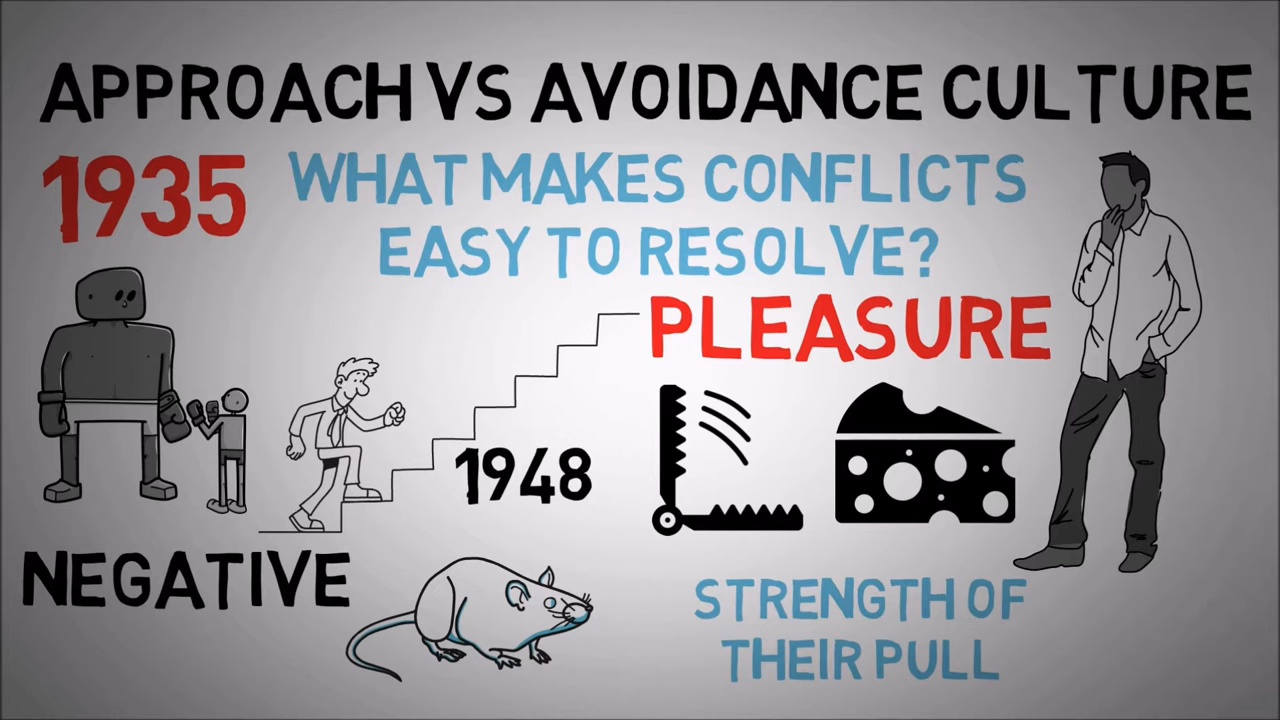 APPROACH VS AVOIDANCE CULTURE
1935
WHAT MAKES CONFLICTS
EASY TO RESOLVE?
PLEASURE
1948
NEGATIVE
STRENGTH OF
THEIR PULL